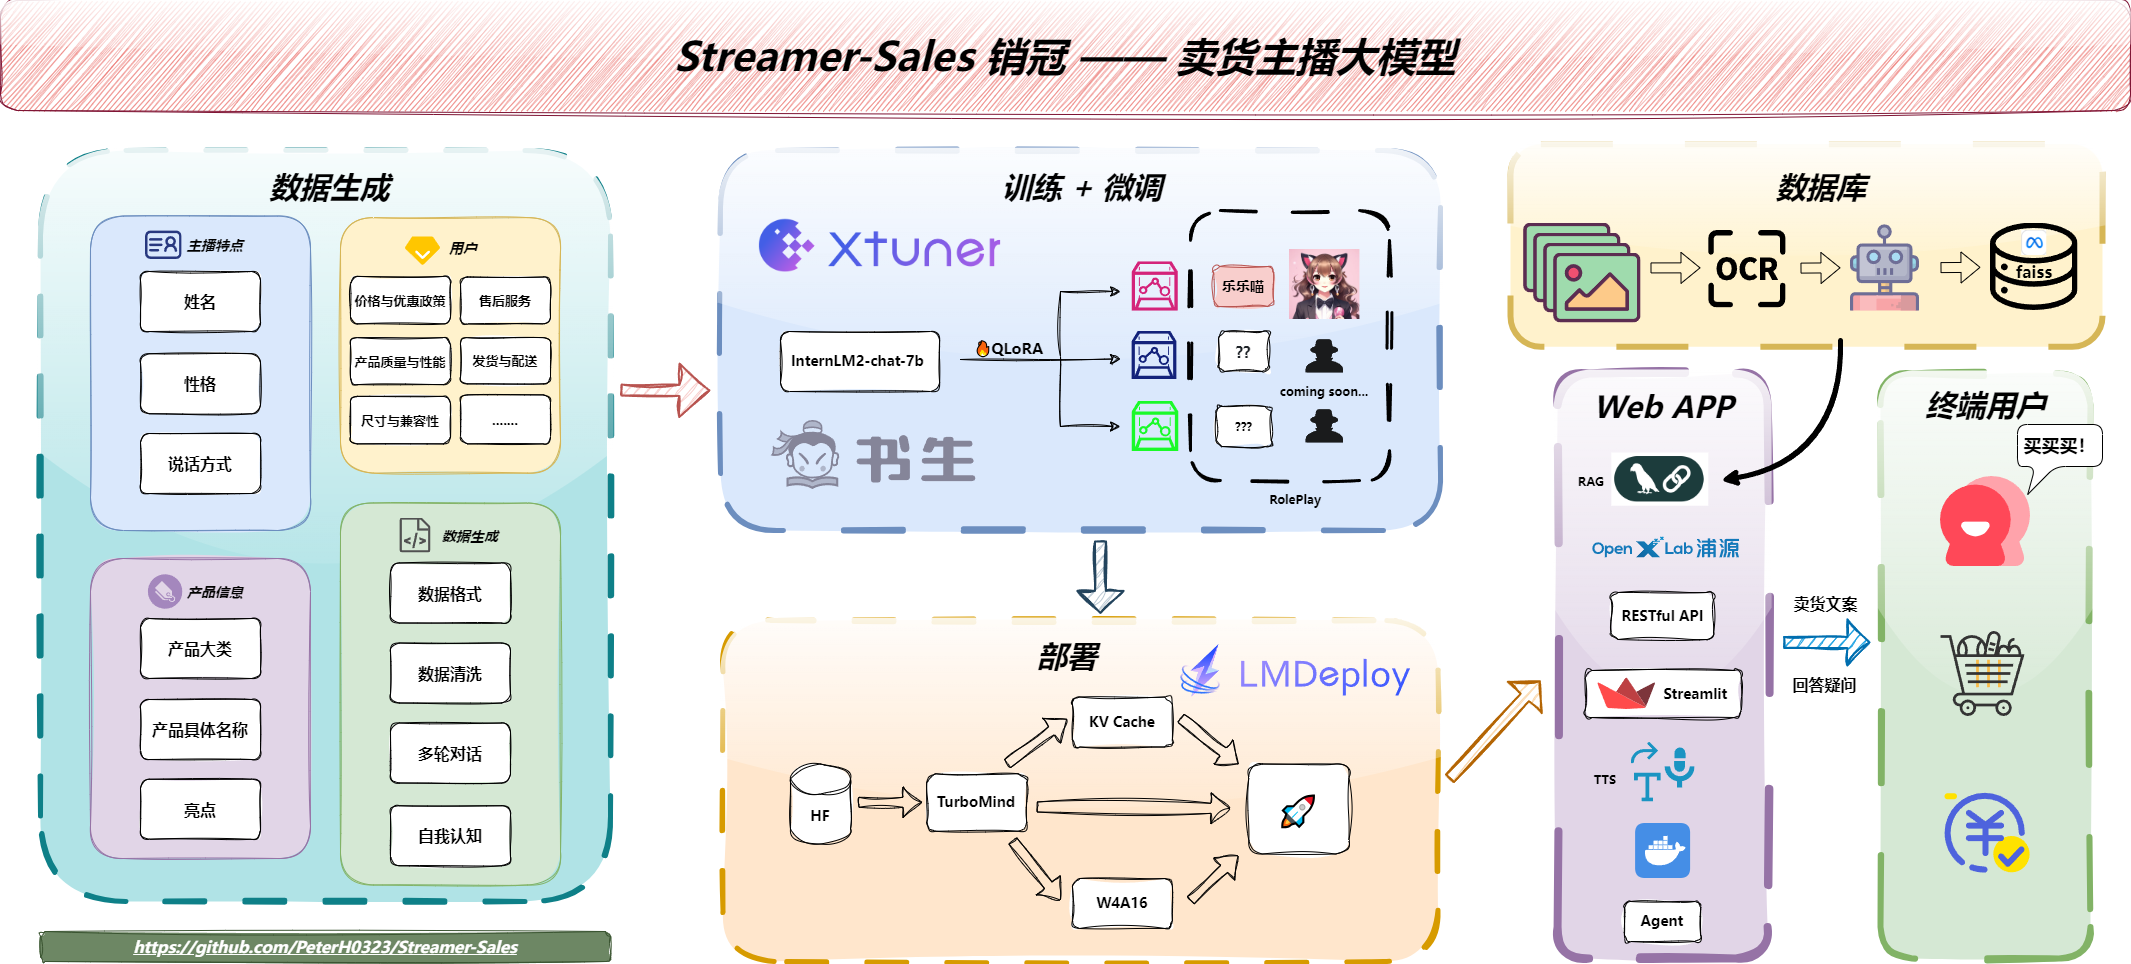 Streamer-Sales 销冠 —— 卖货主播大模型
数据生成
主播特点
姓名
性格
说话方式
用户
价格与优惠政策
售后服务
产品质量与性能
发货与配送
尺寸与兼容性
.......
产品信息
产品大类
产品具体名称
亮点
数据生成
数据格式
数据清洗
多轮对话
自我认知
https://github.com/PeterH0323/Streamer-Sales
训练 + 微调
Xtuner
InternLM2-chat-7b
QLoRA
书生
乐乐喵
??
coming soon...
???
RolePlay
部署
LMDeploy
HF
TurboMind
KV Cache
W4A16
数据库
OCR
faiss
Web APP
RAG
OpenXLab浦源
RESTful API
Streamlit
TTS
Agent
卖货文案
回答疑问
终端用户
买买买！